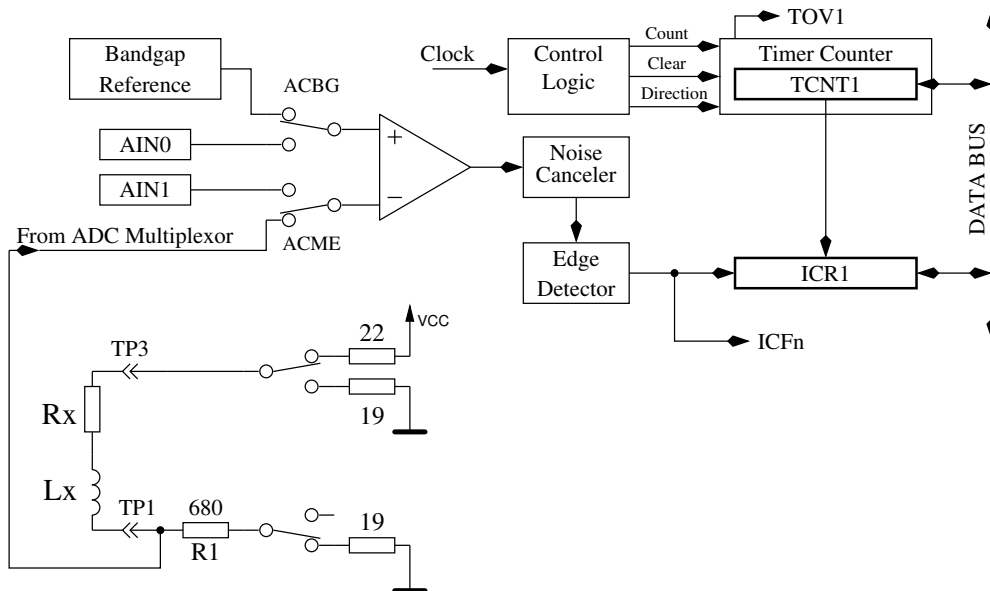 TOV1
Bandgap
Reference
ACBG
Clock
Control
Logic
Count
Clear
Direction
Timer Counter
TCNT1
AIN0
AIN1
+
−
Noise
Canceler
DATA BUS
From ADC Multiplexor
ACME
Edge
Detector
ICR1
ICFn
VCC
22
TP3
19
Rx
Lx
TP1
680
R1
19